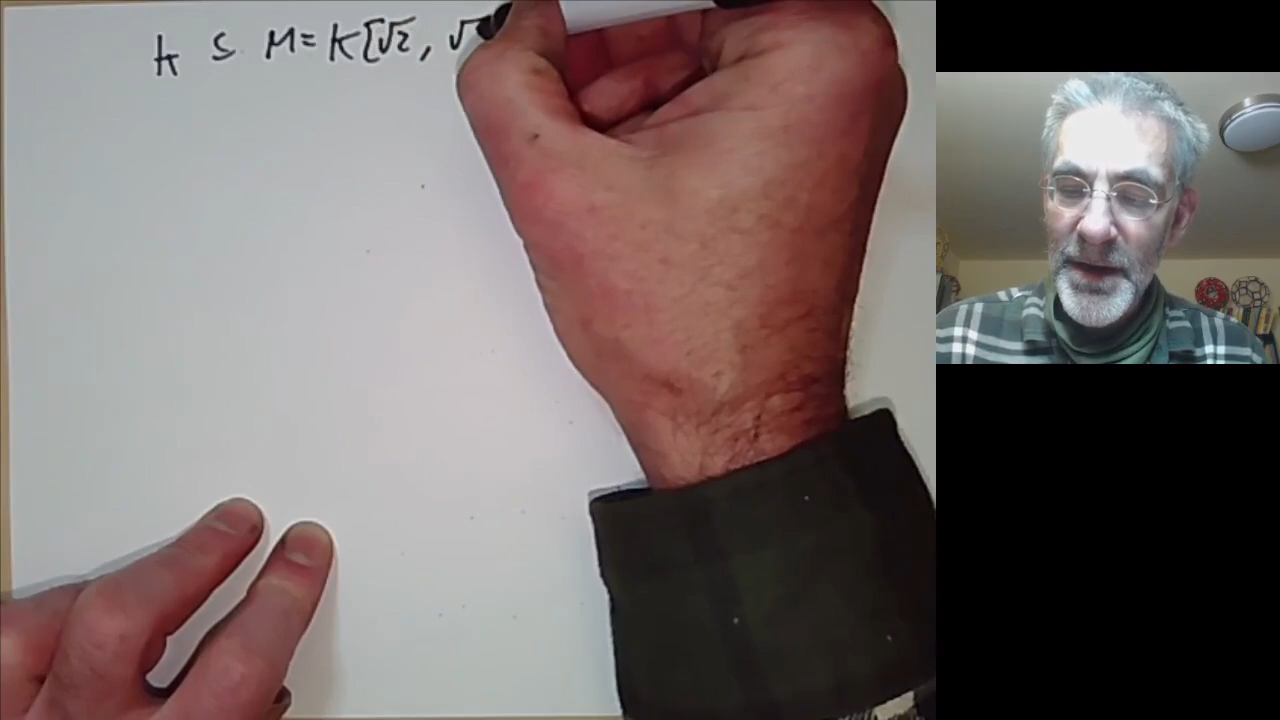 k ⊆ M = K[√2, √